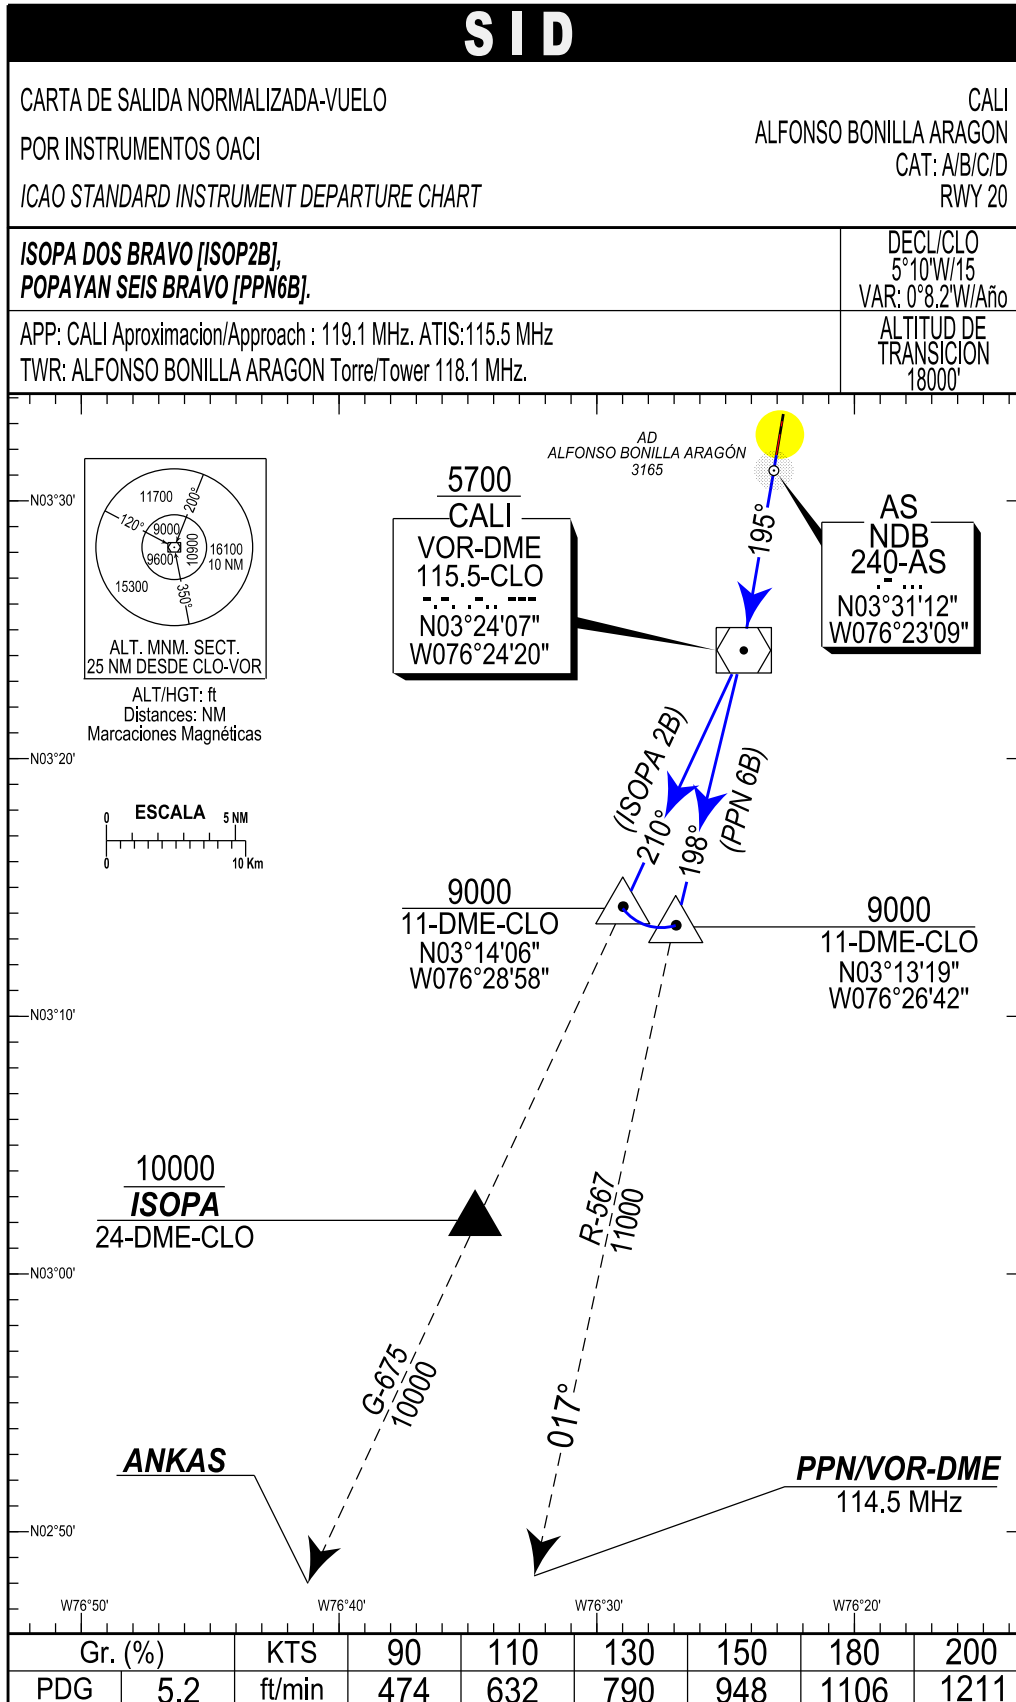 SID
CARTA DE SALIDA NORMALIZADA-VUELO
POR INSTRUMENTOS OACI
ICAO STANDARD INSTRUMENT DEPARTURE CHART
CALI
ALFONSO BONILLA ARAGON
CAT: A/B/C/D
RWY 20
ISOPA DOS BRAVO [ISOP2B],
POPAYAN SEIS BRAVO [PPN6B].
DECL/CLO
5°10'W/15
VAR: 0°8.2'W/Año
APP: CALI Aproximacion/Approach : 119.1 MHz. ATIS:115.5 MHz
TWR: ALFONSO BONILLA ARAGON Torre/Tower 118.1 MHz.
ALTITUD DE
TRANSICION
18000'
AD
ALFONSO BONILLA ARAGÓN
3165
N03°30'
11700
200°
120°
9000
9600
10900
16100
10 NM
15300
350°
ALT. MNM. SECT.
25 NM DESDE CLO-VOR
ALT/HGT: ft
Distances: NM
Marcaciones Magnéticas
5700
CALI
VOR-DME
115.5-CLO
-.-. .-.. ---
N03°24'07"
W076°24'20"
195°
AS
NDB
240-AS
.- ...
N03°31'12"
W076°23'09"
N03°20'
(ISOPA 2B)
(PPN 6B)
210°
198°
ESCALA
0 5 NM
0 10 Km
9000
11-DME-CLO
N03°14'06"
W076°28'58"
9000
11-DME-CLO
N03°13'19"
W076°26'42"
N03°10'
10000
ISOPA
24-DME-CLO
R-567
11000
N03°00'
G-675
10000
017°
ANKAS
PPN/VOR-DME
114.5 MHz
N02°50'
W76°50' W76°40' W76°30' W76°20'
Gr. (%) KTS 90 110 130 150 180 200
PDG 5.2 ft/min 474 632 790 948 1106 1211